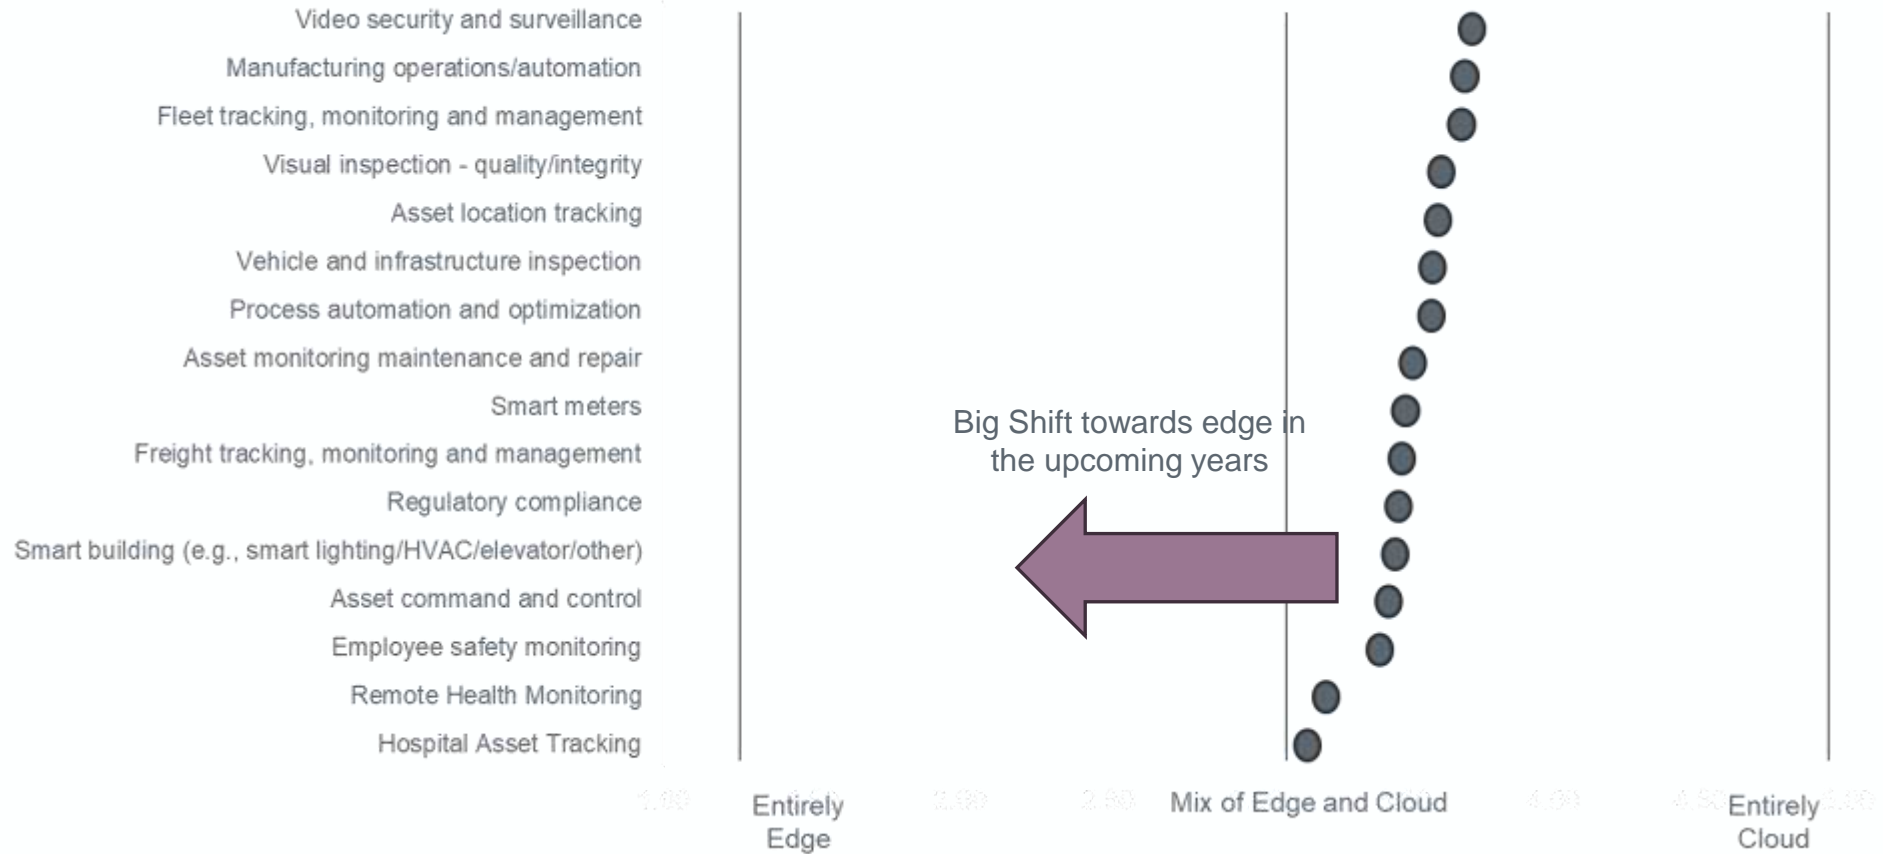 Video security and surveillance
Manufacturing operations/automation
Fleet tracking, monitoring and management
Visual inspection - quality/integrity
Asset location tracking
Vehicle and infrastructure inspection
Process automation and optimization
Asset monitoring maintenance and repair
Smart meters
Freight tracking, monitoring and management
Regulatory compliance
Smart building (e.g., smart lighting/HVAC/elevator/other)
Asset command and control
Employee safety monitoring
Remote Health Monitoring
Hospital Asset Tracking
Big Shift towards edge in
the upcoming years
Entirely
Edge
Mix of Edge and Cloud
Entirely
Cloud